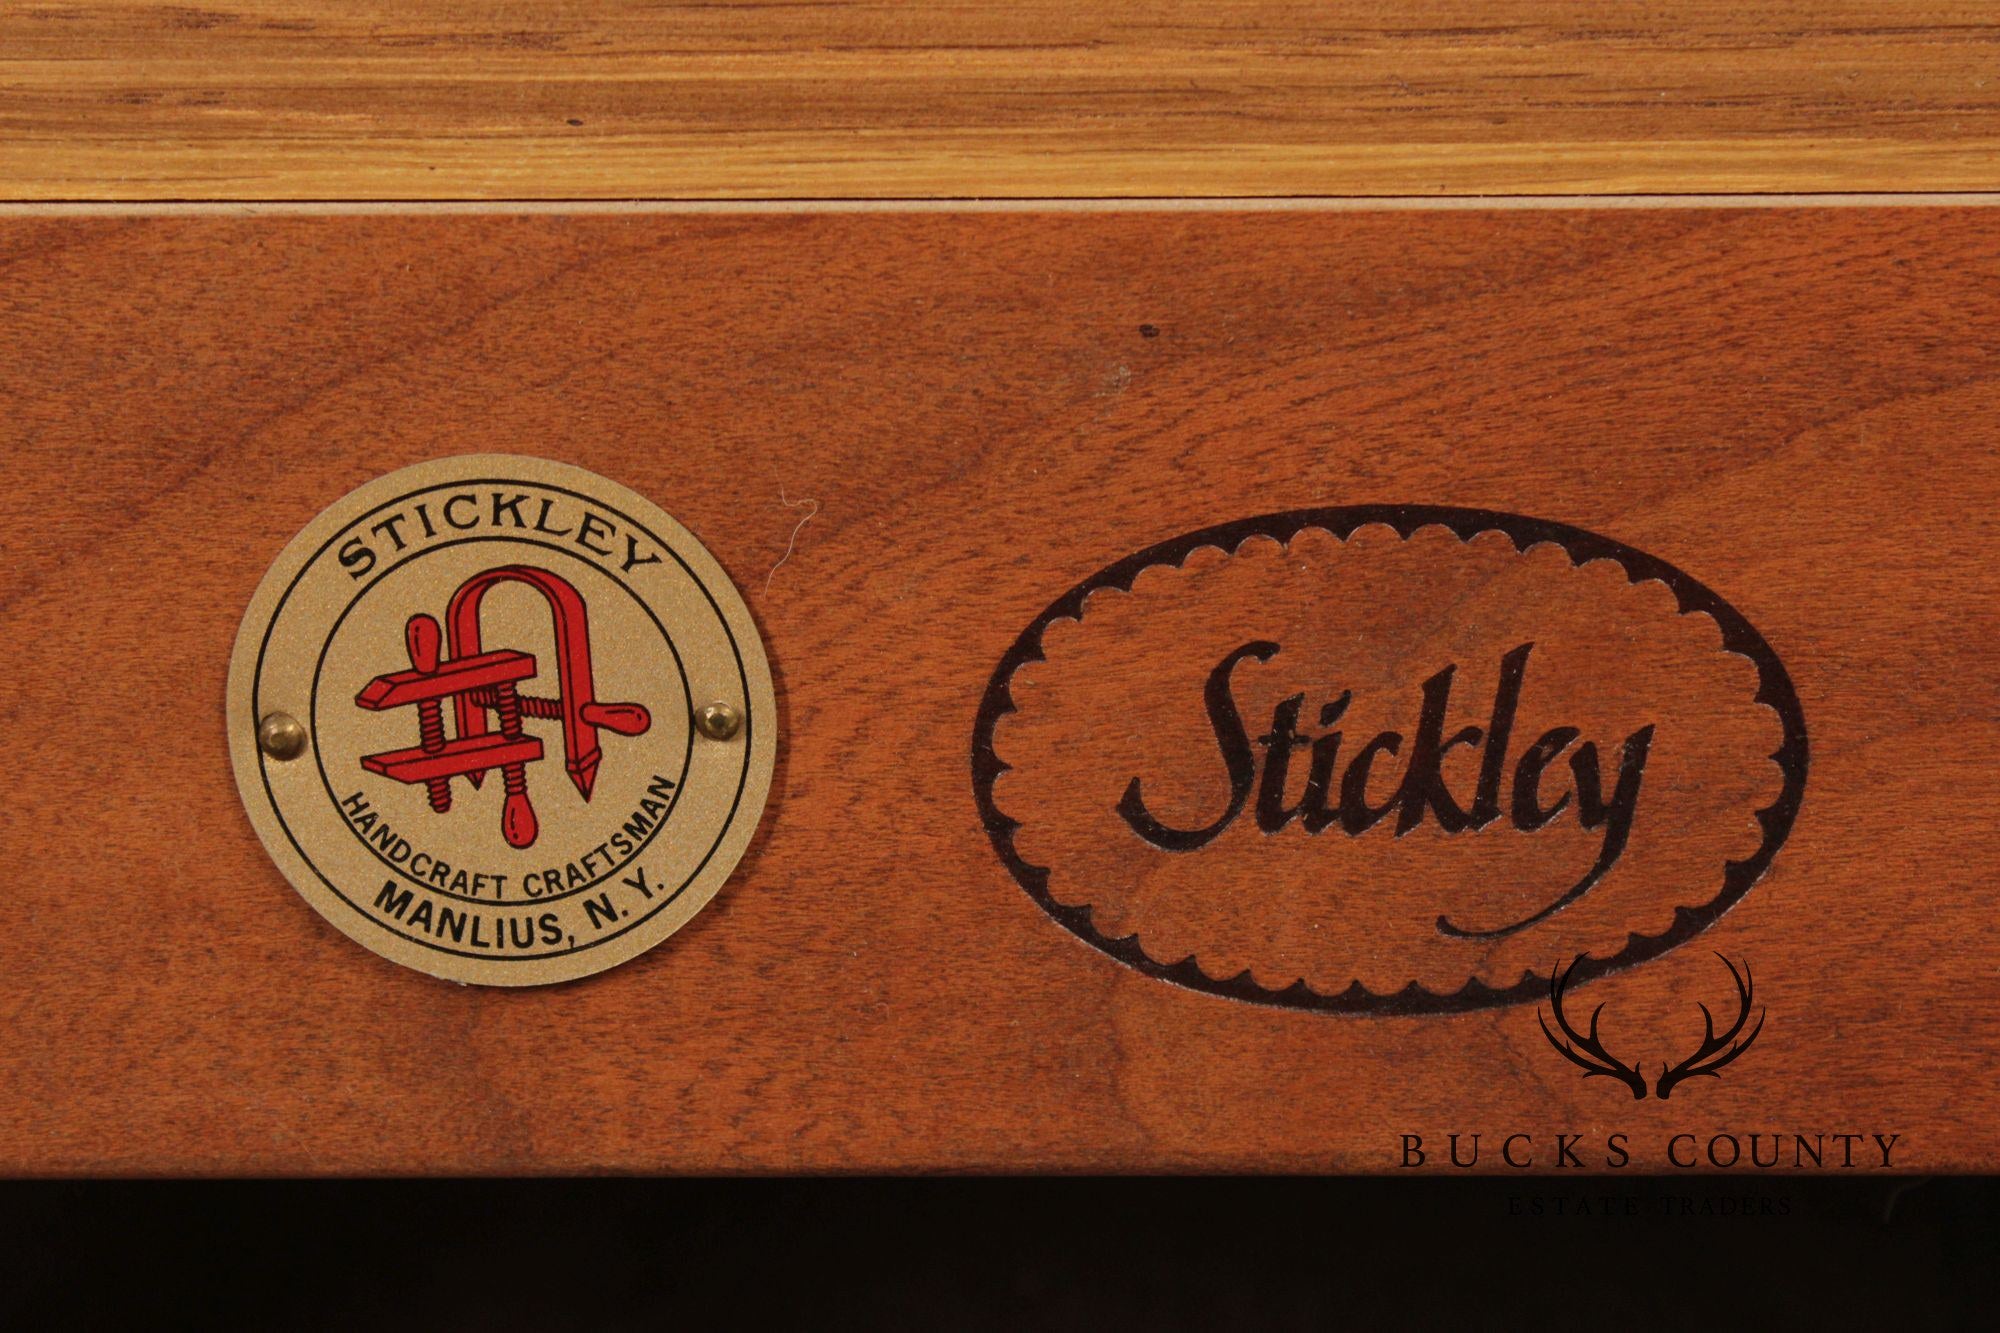 STICKLEY
HANDCRAFT CRAFTSMAN
MANLIUS, N.Y.
Stickley
BUCKS COUNTY
ESTATE TRADERS